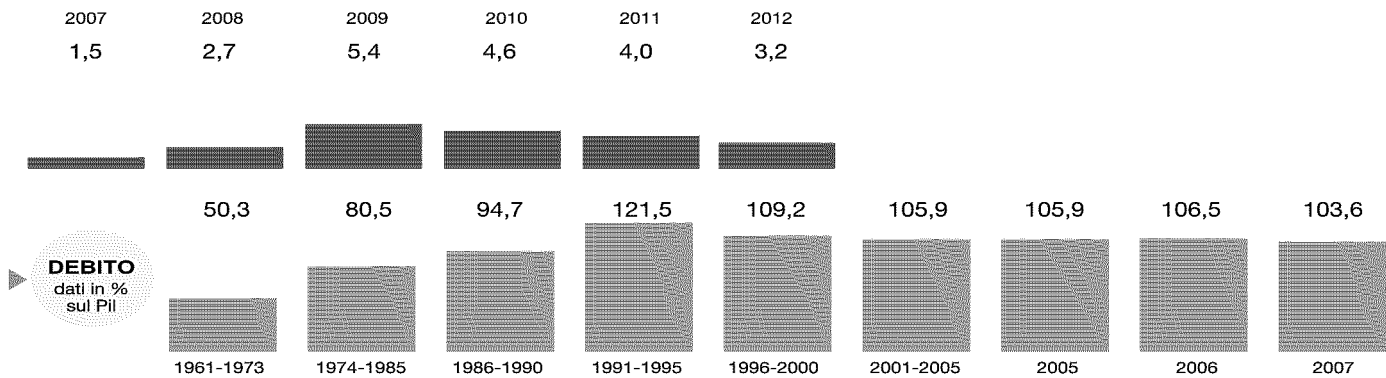 2007 2008 2009 2010 2011 2012
1,5 2,7 5,4 4,6 4,0 3,2
50,3 80,5 94,7 121,5 109,2 105,9 105,9 106,5 103,6
DEBITO
dati in %
sul Pil
1961-1973 1974-1985 1986-1990 1991-1995 1996-2000 2001-2005 2005 2006 2007